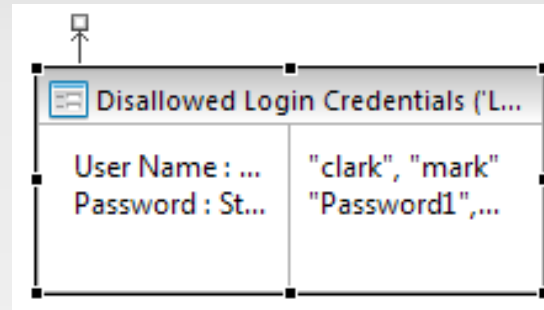 Disallowed Login Credentials ('L...
User Name : ... "clark", "mark"
Password : St... "Password1",...